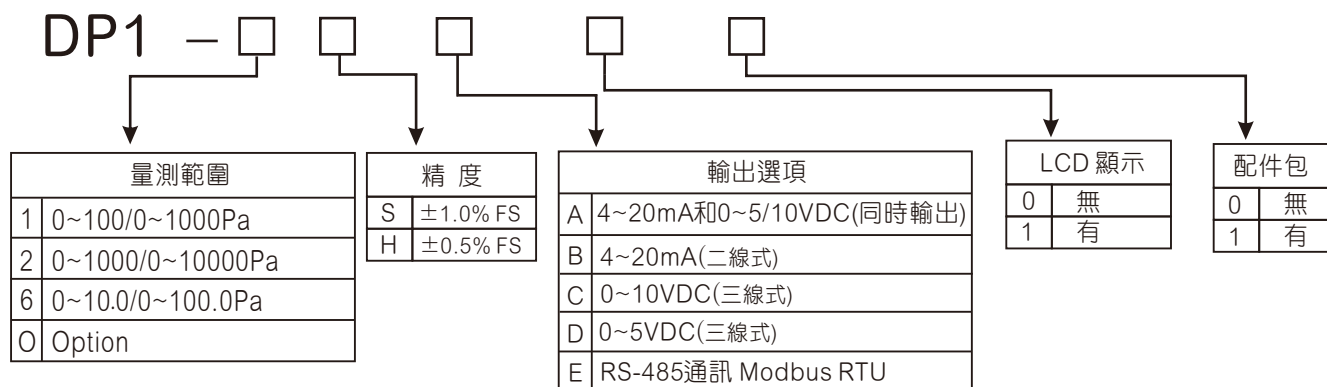 DP1 –
量測範圍
1 0~100/0~1000Pa
2 0~1000/0~10000Pa
6 0~10.0/0~100.0Pa
O Option
精 度
S ±1.0% FS
H ±0.5% FS
輸出選項
A 4~20mA和0~5/10VDC(同時輸出)
B 4~20mA(二線式)
C 0~10VDC(三線式)
D 0~5VDC(三線式)
E RS-485通訊 Modbus RTU
LCD 顯示
0 無
1 有
配件包
0 無
1 有